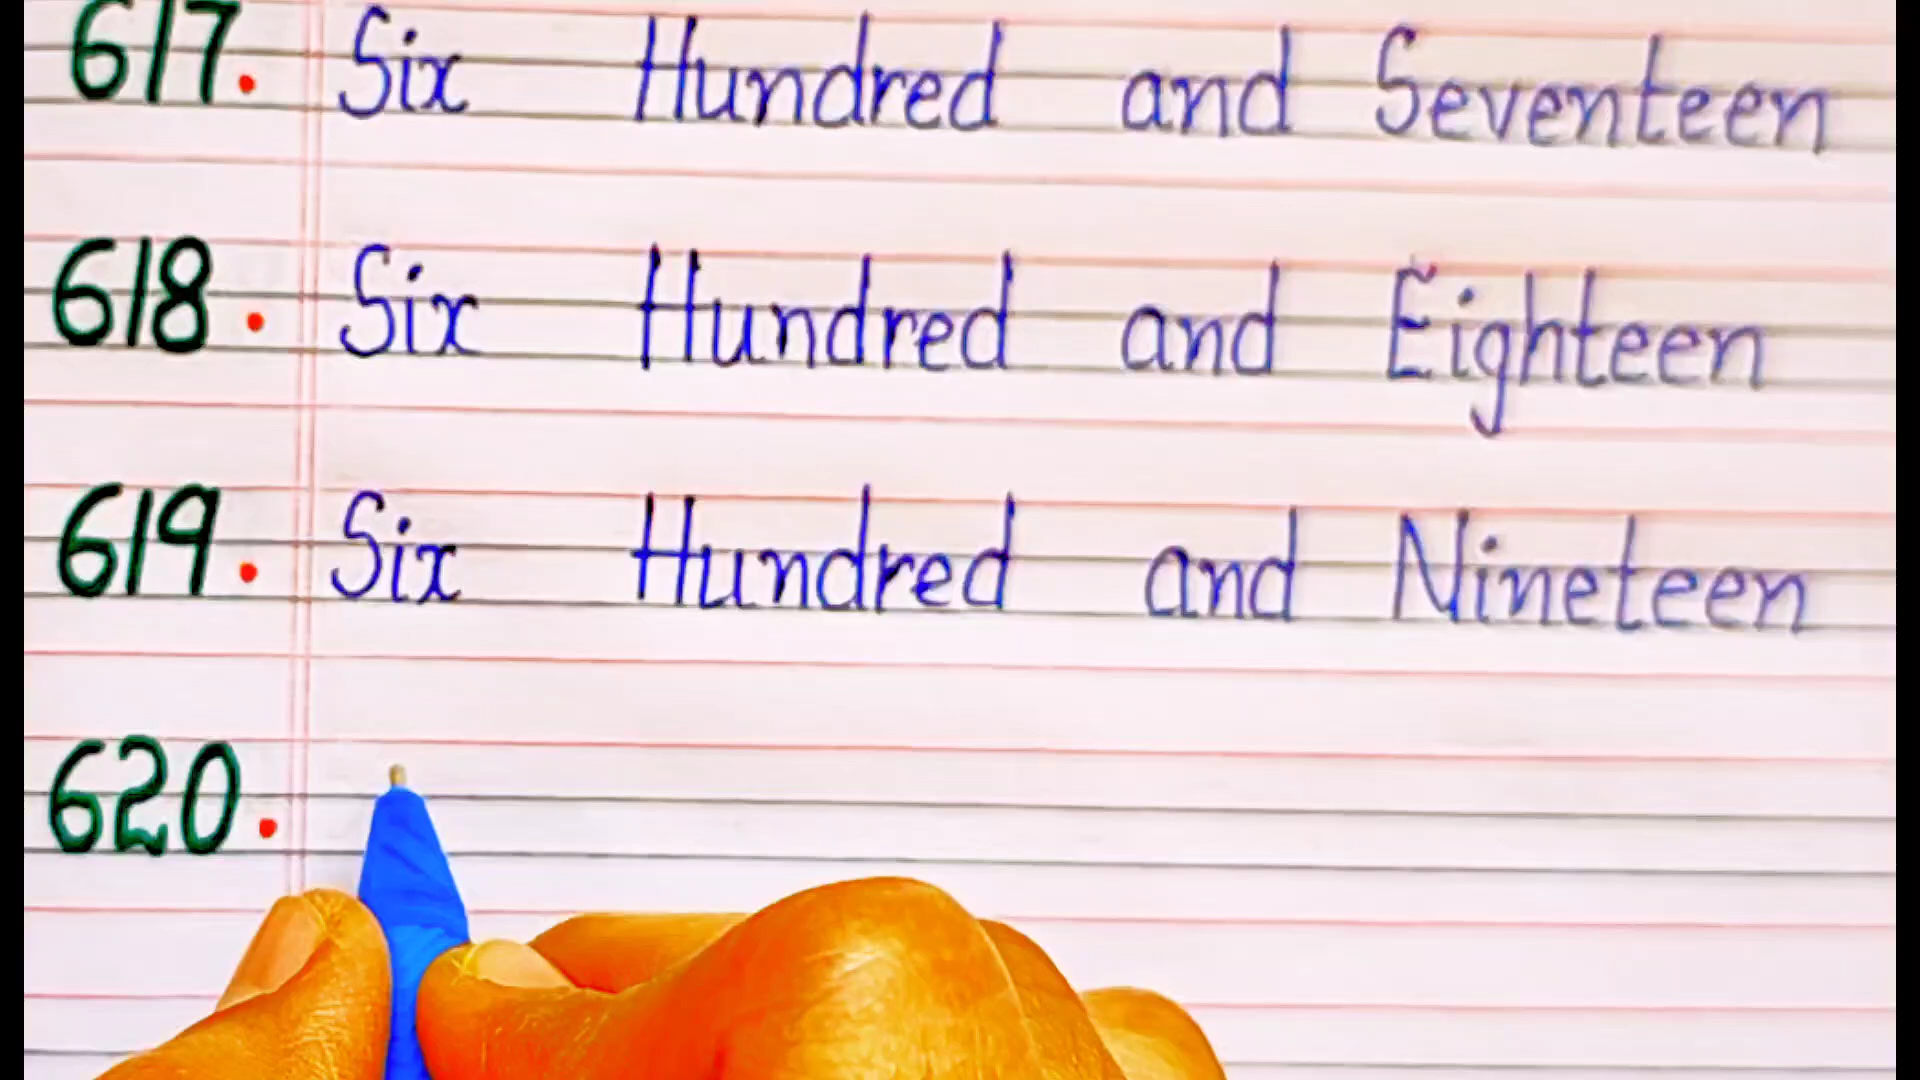 617. Six Hundred and Seventeen
618. Six Hundred and Eighteen
619. Six Hundred and Nineteen
620.